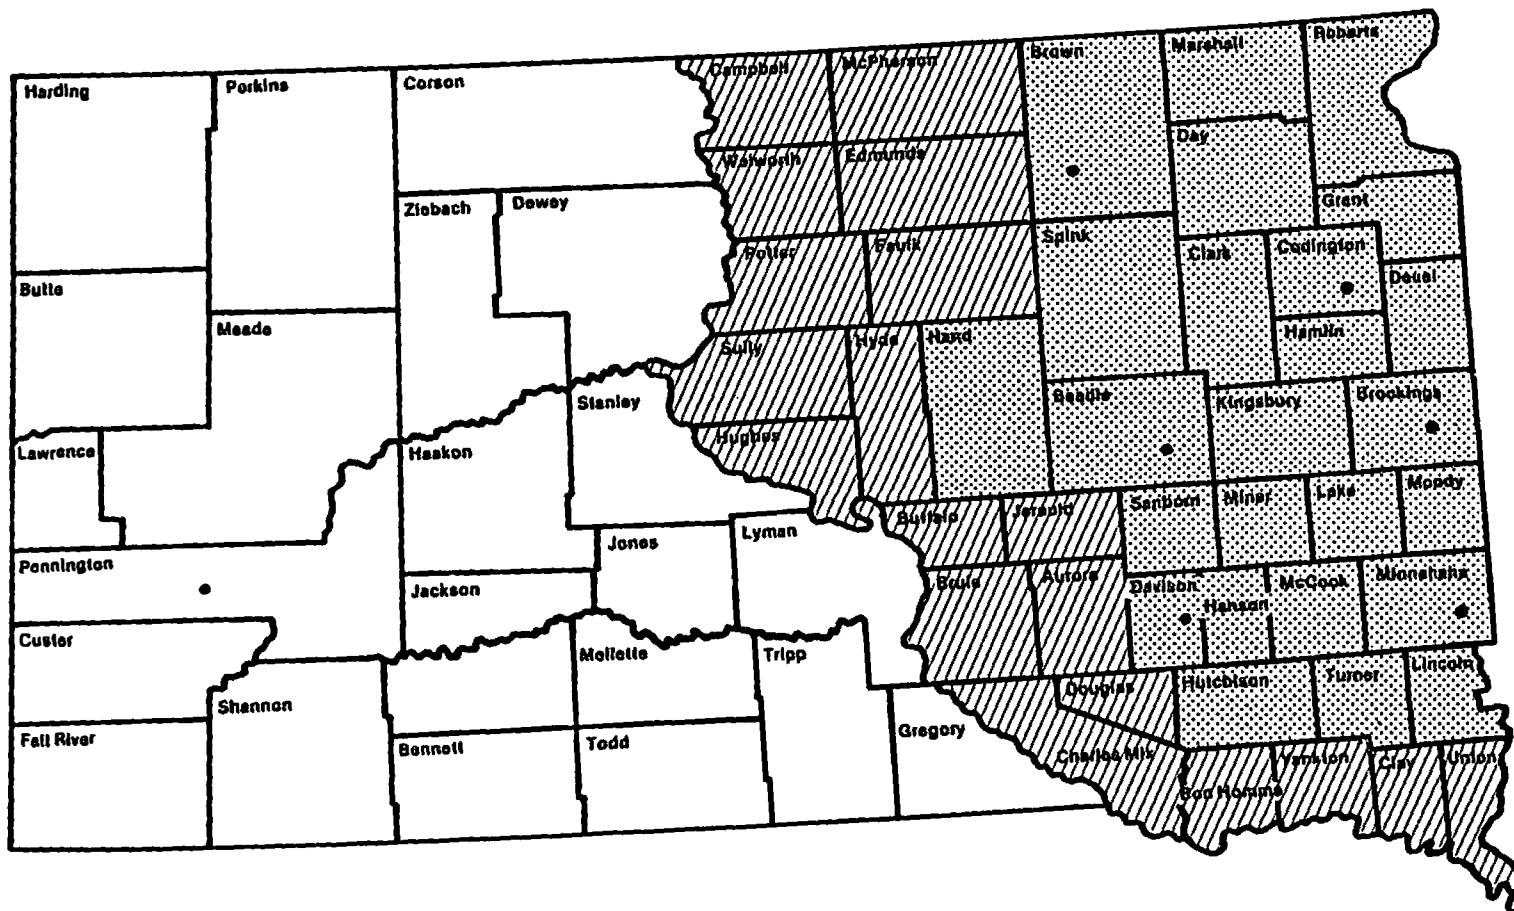 Harding
Perkins
Corson
Campbell
McPherson
Brown
Marshall
Roberts
Day
Walworth
Edmunds
Ziebach
Dewey
Grant
Potter
Faulk
Spink
Clark
Codington
Deuel
Butte
Meade
Sully
Hyde
Hand
Hamlin
Stanley
Beadle
Kingsbury
Brookings
Lawrence
Haakon
Hughes
Buffalo
Jerauld
Sanborn
Miner
Lake
Moody
Pennington
Jones
Lyman
Jackson
Brule
Aurora
Davison
Hanson
McCook
Minnehaha
Custer
Mellette
Tripp
Shannon
Douglas
Hutchison
Turner
Lincoln
Fall River
Bennett
Todd
Gregory
Charles Mix
Bon Homme
Yankton
Clay
Union